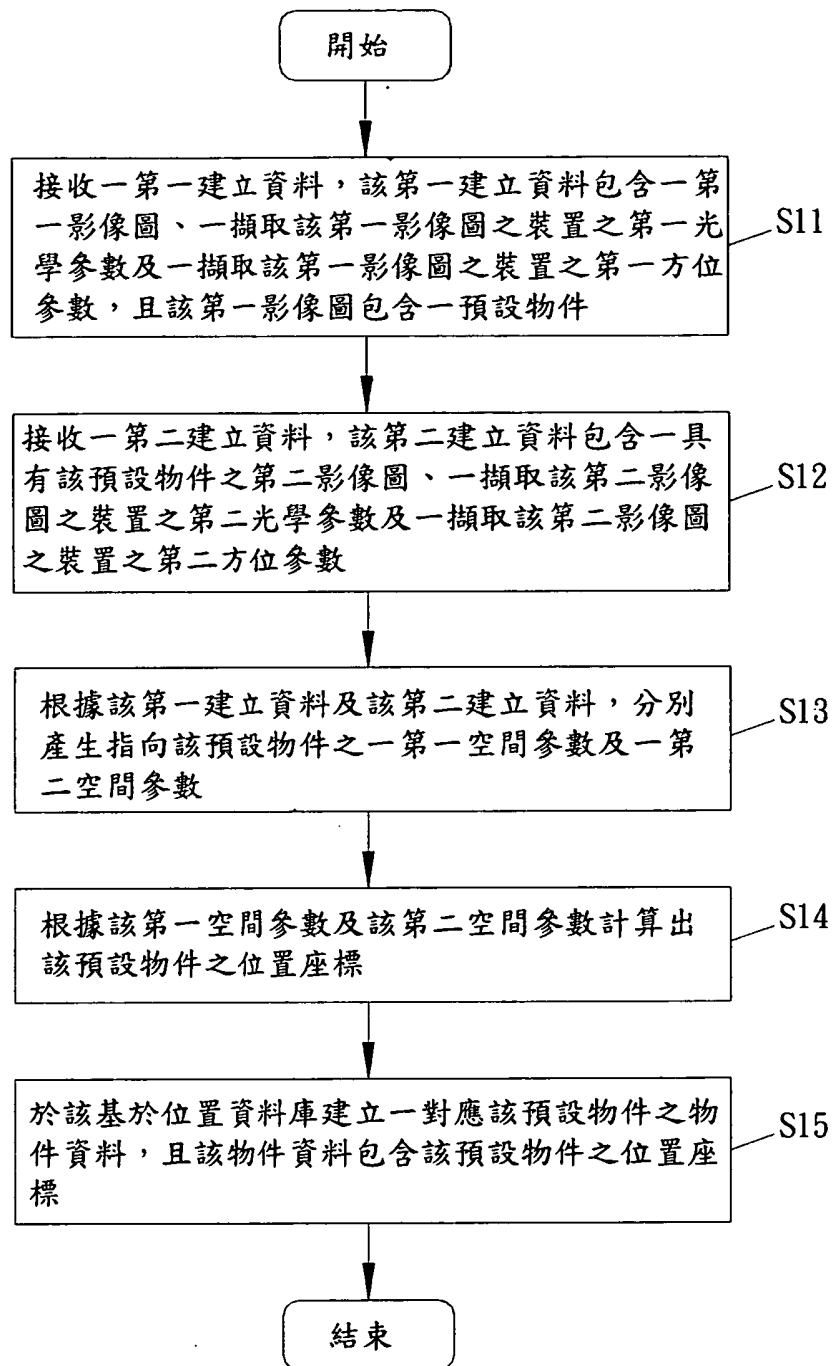 開始
接收一第一建立資料，該第一建立資料包含一第
一影像圖、一擷取該第一影像圖之裝置之第一光
學參數及一擷取該第一影像圖之裝置之第一方位
參數，且該第一影像圖包含一預設物件
S11
接收一第二建立資料，該第二建立資料包含一具
有該預設物件之第二影像圖、一擷取該第二影像
圖之裝置之第二光學參數及一擷取該第二影像圖
之裝置之第二方位參數
S12
根據該第一建立資料及該第二建立資料，分別
產生指向該預設物件之一第一空間參數及一第
二空間參數
S13
根據該第一空間參數及該第二空間參數計算出
該預設物件之位置座標
S14
於該基於位置資料庫建立一對應該預設物件之物
件資料，且該物件資料包含該預設物件之位置座
標
S15
結束